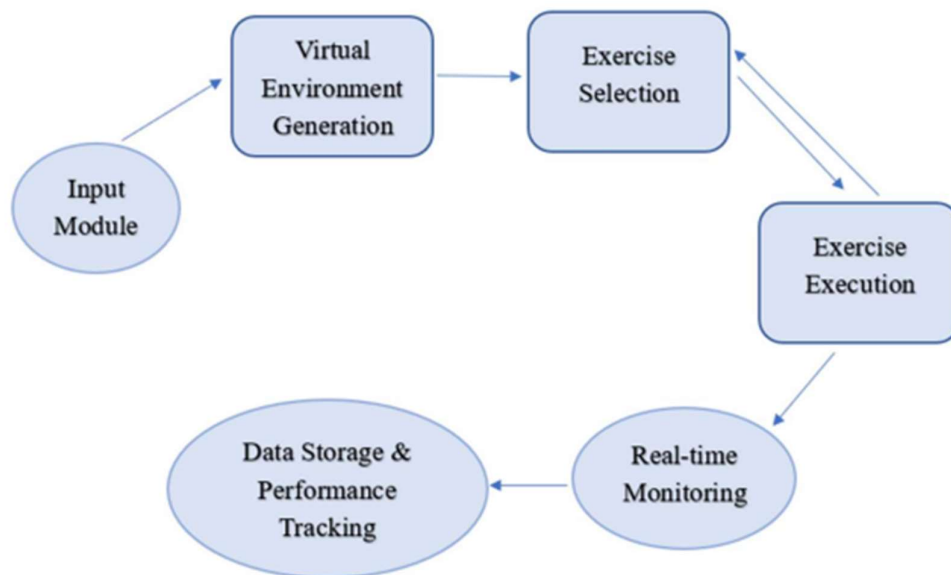 Input
Module
Virtual
Environment
Generation
Exercise
Selection
Exercise
Execution
Real-time
Monitoring
Data Storage &
Performance
Tracking